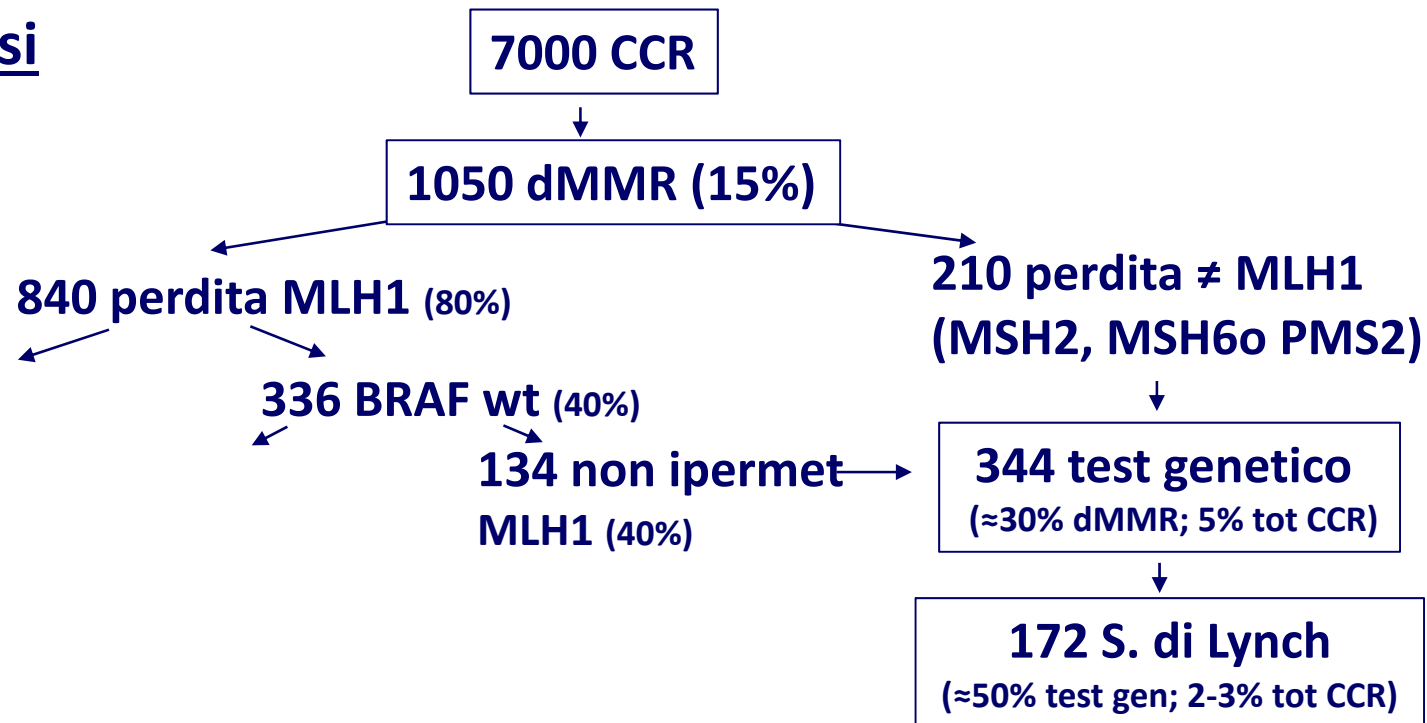 si
7000 CCR
1050 dMMR (15%)
840 perdita MLH1 (80%)
210 perdita ≠ MLH1
(MSH2, MSH6o PMS2)
336 BRAF wt (40%)
134 non ipermet
MLH1 (40%)
344 test genetico
(≈30% dMMR; 5% tot CCR)
172 S. di Lynch
(≈50% test gen; 2-3% tot CCR)